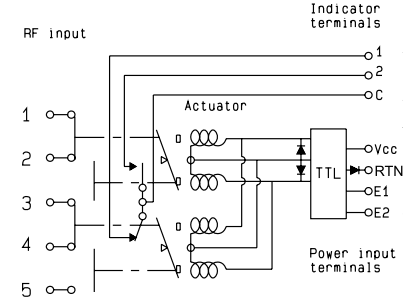 Indicator
terminals
RF input
1
2
C
Actuator
1
2
3
4
5
TTL
Vcc
RTN
E1
E2
Power input
terminals